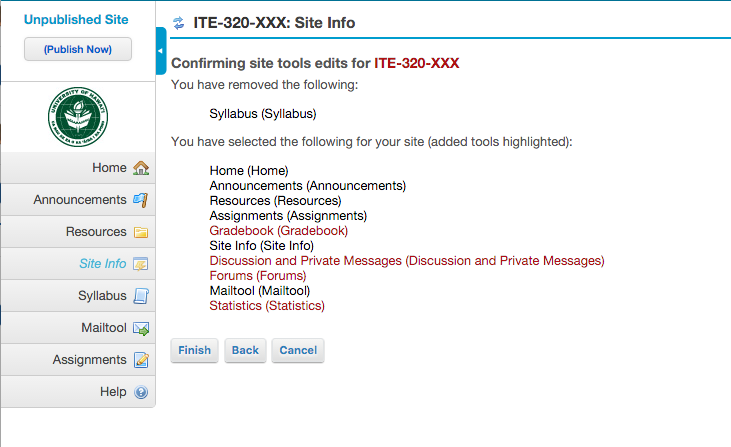 Unpublished Site
(Publish Now)
UNIVERSITY OF HAWAI'I
Home
Announcements
Resources
Site Info
Syllabus
Mailtool
Assignments
Help
ITE-320-XXX: Site Info
Confirming site tools edits for ITE-320-XXX
You have removed the following:
Syllabus (Syllabus)
You have selected the following for your site (added tools highlighted):
Home (Home)
Announcements (Announcements)
Resources (Resources)
Assignments (Assignments)
Gradebook (Gradebook)
Site Info (Site Info)
Discussion and Private Messages (Discussion and Private Messages)
Forums (Forums)
Mailtool (Mailtool)
Statistics (Statistics)
Finish Back Cancel